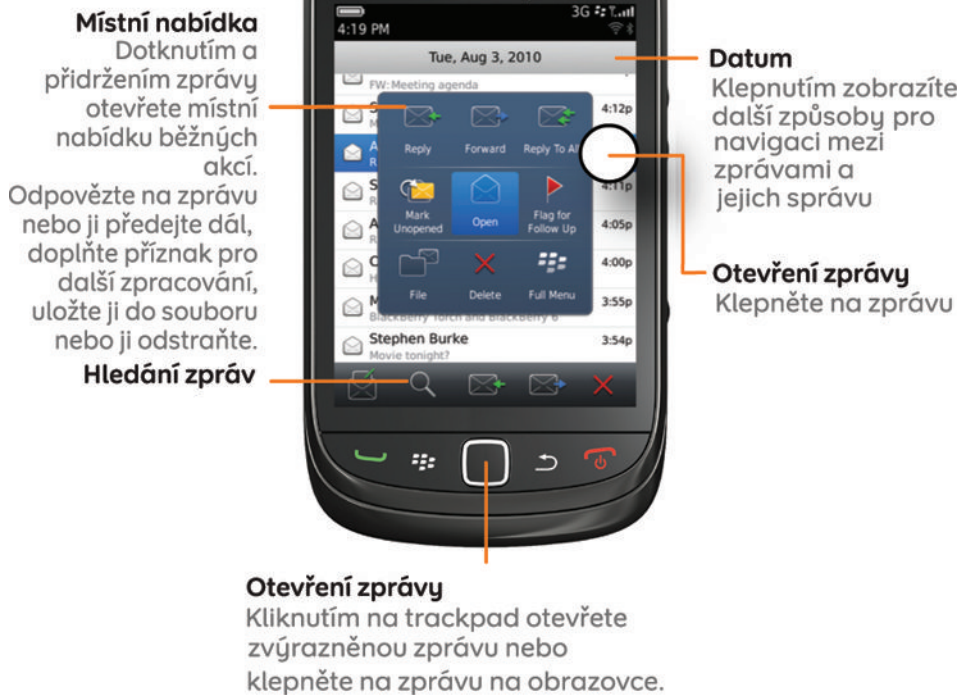 Místní nabídka
Dotknutím a
přidržením zprávy
otevřete místní
nabídku běžných
akcí.
Odpovězte na zprávu
nebo ji předejte dál,
doplňte příznak pro
další zpracování,
uložte ji do souboru
nebo ji odstraňte.
Hledání zpráv
3G
4:19 PM
Tue, Aug 3, 2010
FW: Meeting agenda
S 4:12p
M
Reply Forward Reply To All
A
R
S 4:11p
R
Mark
Unopened
Open
Flag for
Follow Up
A 4:05p
R
C 4:00p
H
File Delete Full Menu
M 3:55p
BlackBerry Torch and BlackBerry 6
Stephen Burke 3:54p
Movie tonight?
Datum
Klepnutím zobrazíte
další způsoby pro
navigaci mezi
zprávami a
jejich správu
Otevření zprávy
Klepněte na zprávu
Otevření zprávy
Kliknutím na trackpad otevřete
zvýrazněnou zprávu nebo
klepněte na zprávu na obrazovce.